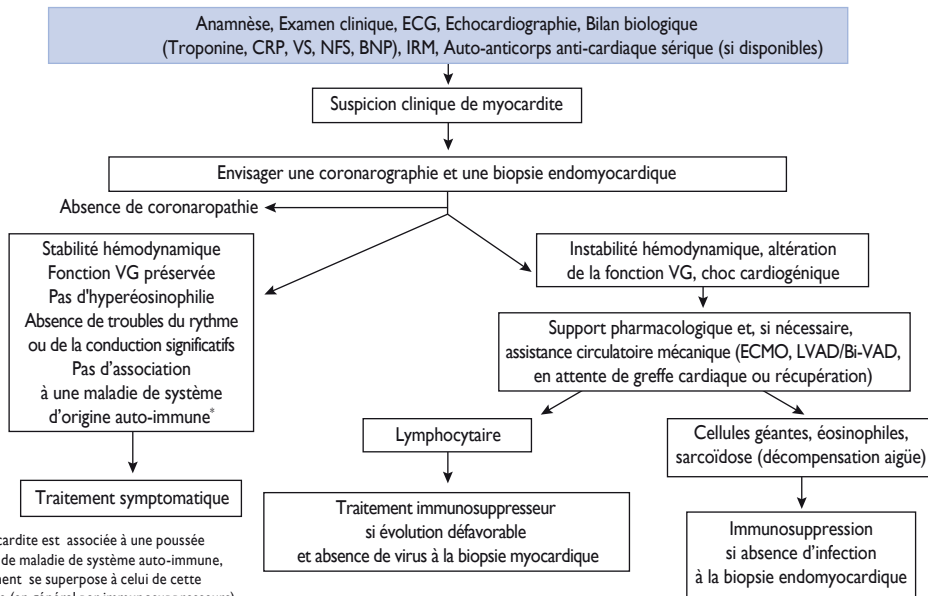 Anamnèse, Examen clinique, ECG, Echocardiographie, Bilan biologique
(Troponine, CRP, VS, NFS, BNP), IRM, Auto-anticorps anti-cardiaque sérique (si disponibles)
Suspicion clinique de myocardite
Envisager une coronarographie et une biopsie endomyocardique
Absence de coronaropathie
Stabilité hémodynamique
Fonction VG préservée
Pas d'hyperéosinophilie
Absence de troubles du rythme
ou de la conduction significatifs
Pas d'association
à une maladie de système
d'origine auto-immune*
Traitement symptomatique
Instabilité hémodynamique, altération
de la fonction VG, choc cardiogénique
Support pharmacologique et, si nécessaire,
assistance circulatoire mécanique (ECMO, LVAD/Bi-VAD,
en attente de greffe cardiaque ou récupération)
Lymphocytaire
Traitement immunosuppresseur
si évolution défavorable
et absence de virus à la biopsie myocardique
Cellules géantes, éosinophiles,
sarcoïdose (décompensation aigüe)
Immunosuppression
si absence d'infection
à la biopsie endomyocardique
est associée à une poussée
de maladie de système auto-immune,
se superpose à celui de cette